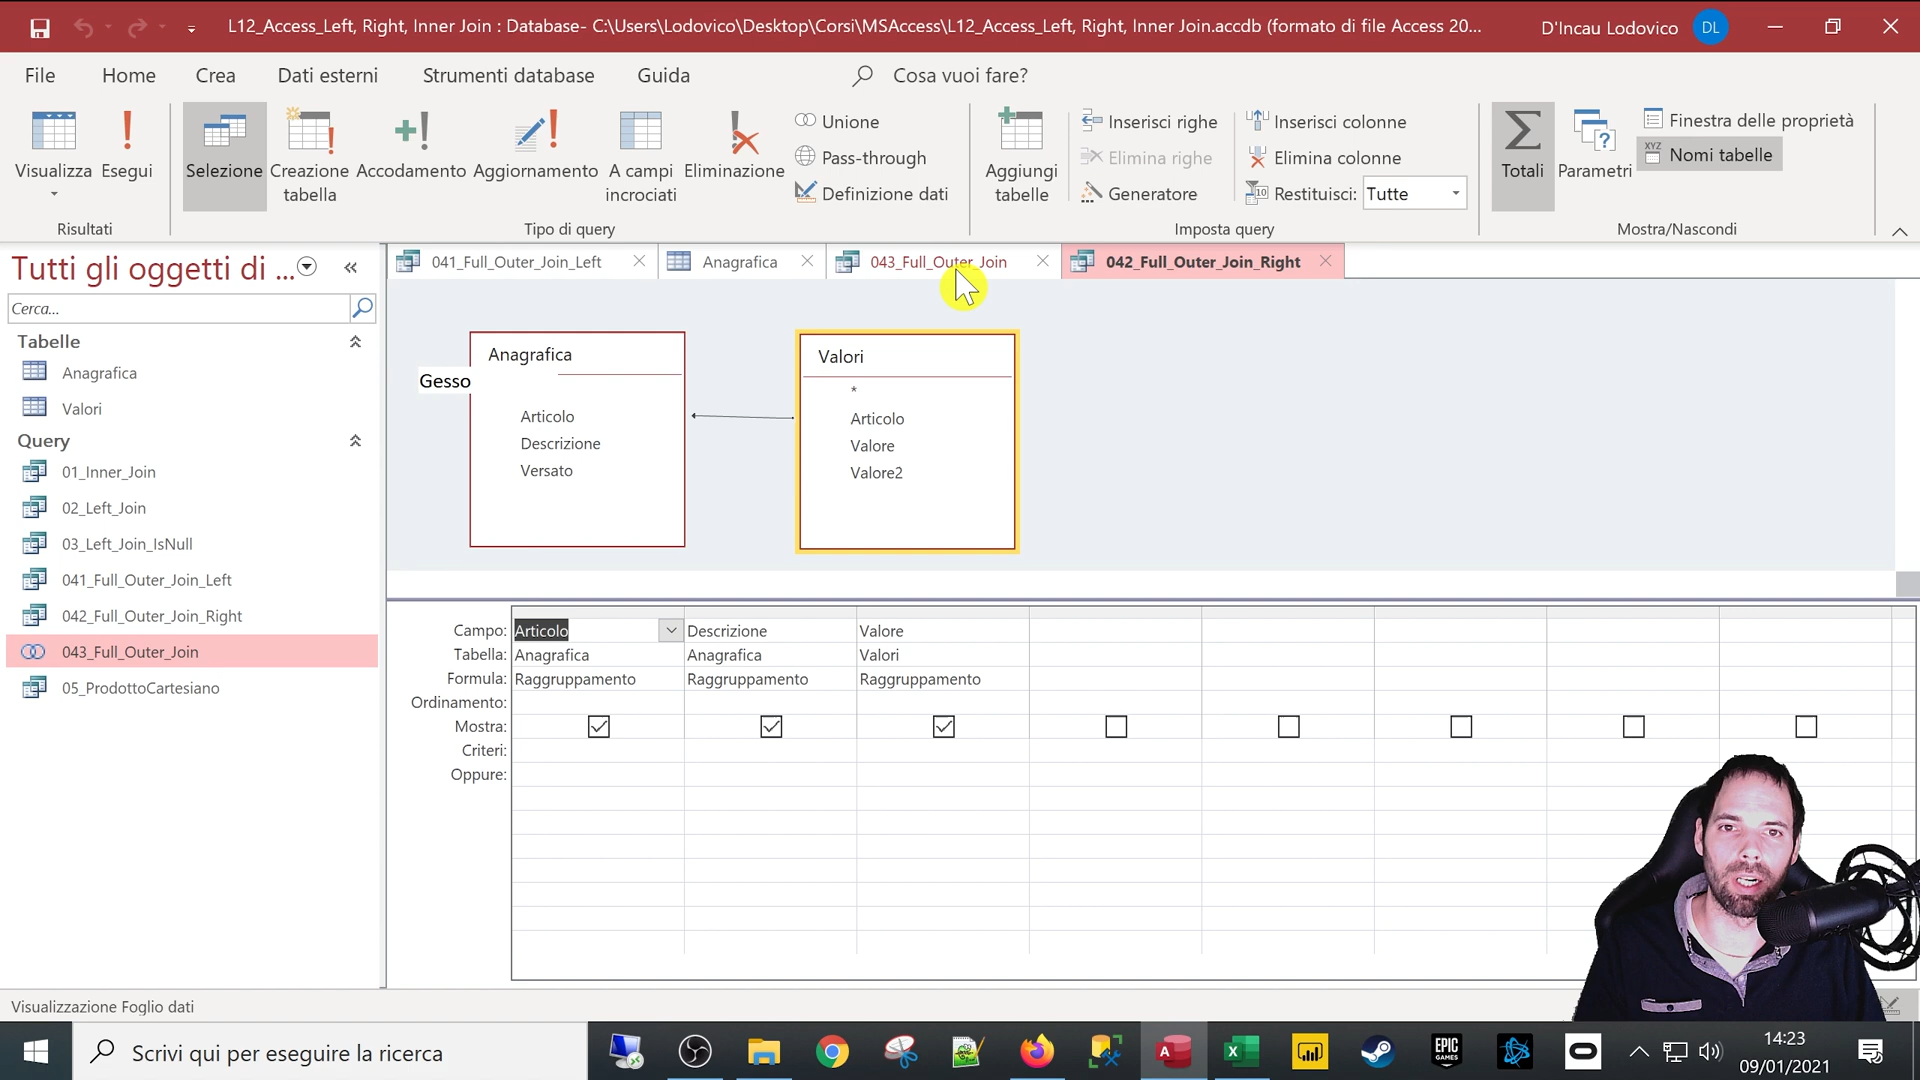 L12_Access_Left, Right, Inner Join : Database- C:\Users\Lodovico\Desktop\Corsi\MSAccess\L12_Access_Left, Right, Inner Join.accdb (formato di file Access 20...
D'Incau Lodovico
DL
File
Home
Crea
Dati esterni
Strumenti database
Guida
Cosa vuoi fare?
Visualizza
Esegui
Risultati
Selezione
Creazione tabella
Accodamento
Aggiornamento
A campi incrociati
Eliminazione
Unione
Pass-through
Definizione dati
Tipo di query
Aggiungi tabelle
Inserisci righe
Elimina righe
Generatore
Inserisci colonne
Elimina colonne
Restituisci: Tutte
Imposta query
Totali
Parametri
Finestra delle proprietà
Nomi tabelle
Mostra/Nascondi
Tutti gli oggetti di ...
Cerca...
Tabelle
Anagrafica
Valori
Query
01_Inner_Join
02_Left_Join
03_Left_Join_IsNull
041_Full_Outer_Join_Left
042_Full_Outer_Join_Right
043_Full_Outer_Join
05_ProdottoCartesiano
041_Full_Outer_Join_Left
Anagrafica
043_Full_Outer_Join
042_Full_Outer_Join_Right
Anagrafica
Gesso
Articolo
Descrizione
Versato
Valori
*
Articolo
Valore
Valore2
Campo: Articolo Descrizione Valore
Tabella: Anagrafica Anagrafica Valori
Formula: Raggruppamento Raggruppamento Raggruppamento
Ordinamento:
Mostra:
Criteri:
Oppure:
Visualizzazione Foglio dati
Scrivi qui per eseguire la ricerca
EPIC GAMES
14:23
09/01/2021